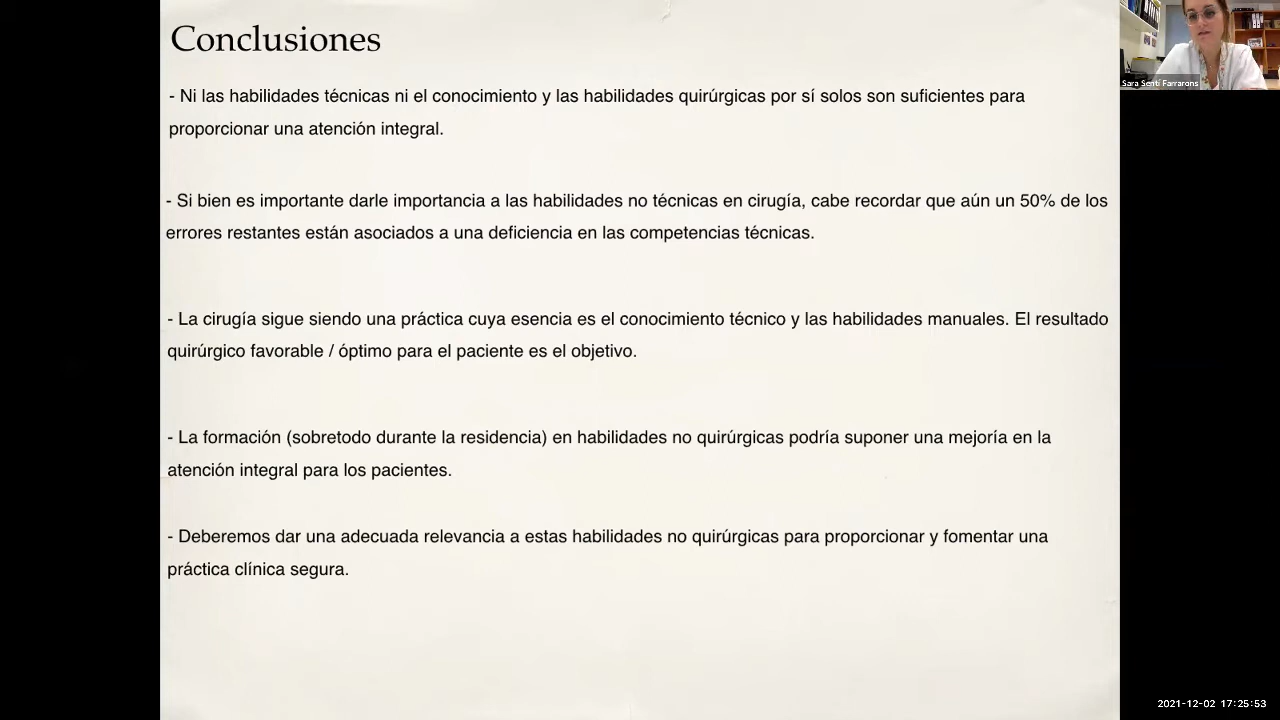 Conclusiones
- Ni las habilidades técnicas ni el conocimiento y las habilidades quirúrgicas por sí solos son suficientes para
proporcionar una atención integral.
- Si bien es importante darle importancia a las habilidades no técnicas en cirugía, cabe recordar que aún un 50% de los
errores restantes están asociados a una deficiencia en las competencias técnicas.
- La cirugía sigue siendo una práctica cuya esencia es el conocimiento técnico y las habilidades manuales. El resultado
quirúrgico favorable / óptimo para el paciente es el objetivo.
- La formación (sobretodo durante la residencia) en habilidades no quirúrgicas podría suponer una mejoría en la
atención integral para los pacientes.
- Deberemos dar una adecuada relevancia a estas habilidades no quirúrgicas para proporcionar y fomentar una
práctica clínica segura.
Sara Sentí Farrarons
2021-12-02 17:25:53